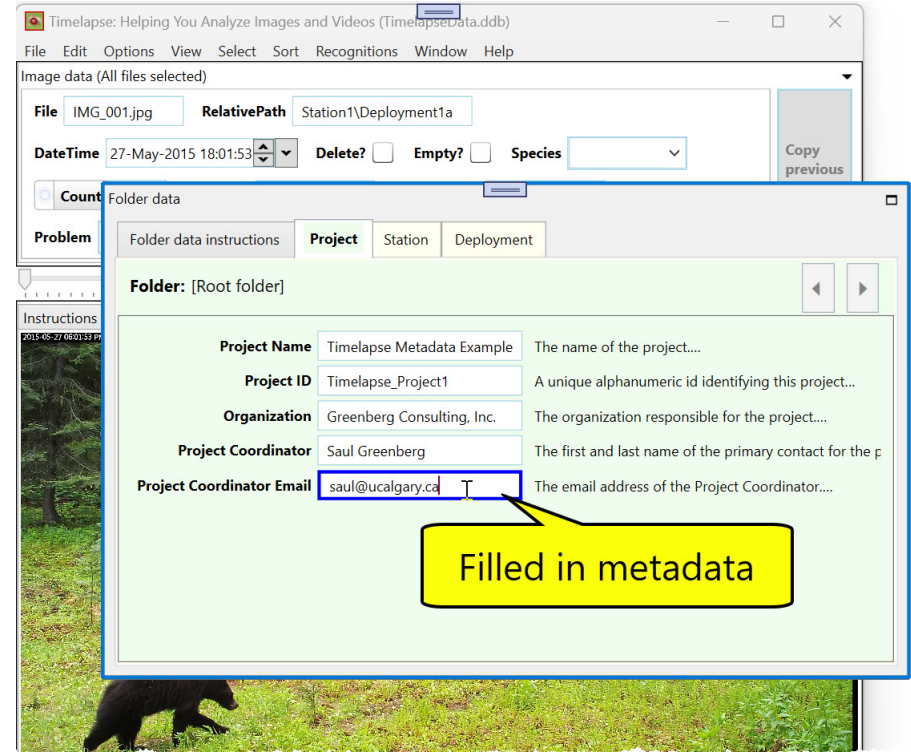 Timelapse: Helping You Analyze Images and Videos (TimelapseData.ddb)
File Edit Options View Select Sort Recognitions Window Help
Image data (All files selected)
File IMG_001.jpg RelativePath Station1\Deployment1a
DateTime 27-May-2015 18:01:53 Delete? Empty? Species
Copy
previous
Count
Problem
Folder data
Folder data instructions Project Station Deployment
Folder: [Root folder]
Instructions
2015-05-27 06:01:53 PM
Project Name Timelapse Metadata Example The name of the project....
Project ID Timelapse_Project1 A unique alphanumeric id identifying this project...
Organization Greenberg Consulting, Inc. The organization responsible for the project....
Project Coordinator Saul Greenberg The first and last name of the primary contact for the p
Project Coordinator Email saul@ucalgary.ca The email address of the Project Coordinator....
Filled in metadata